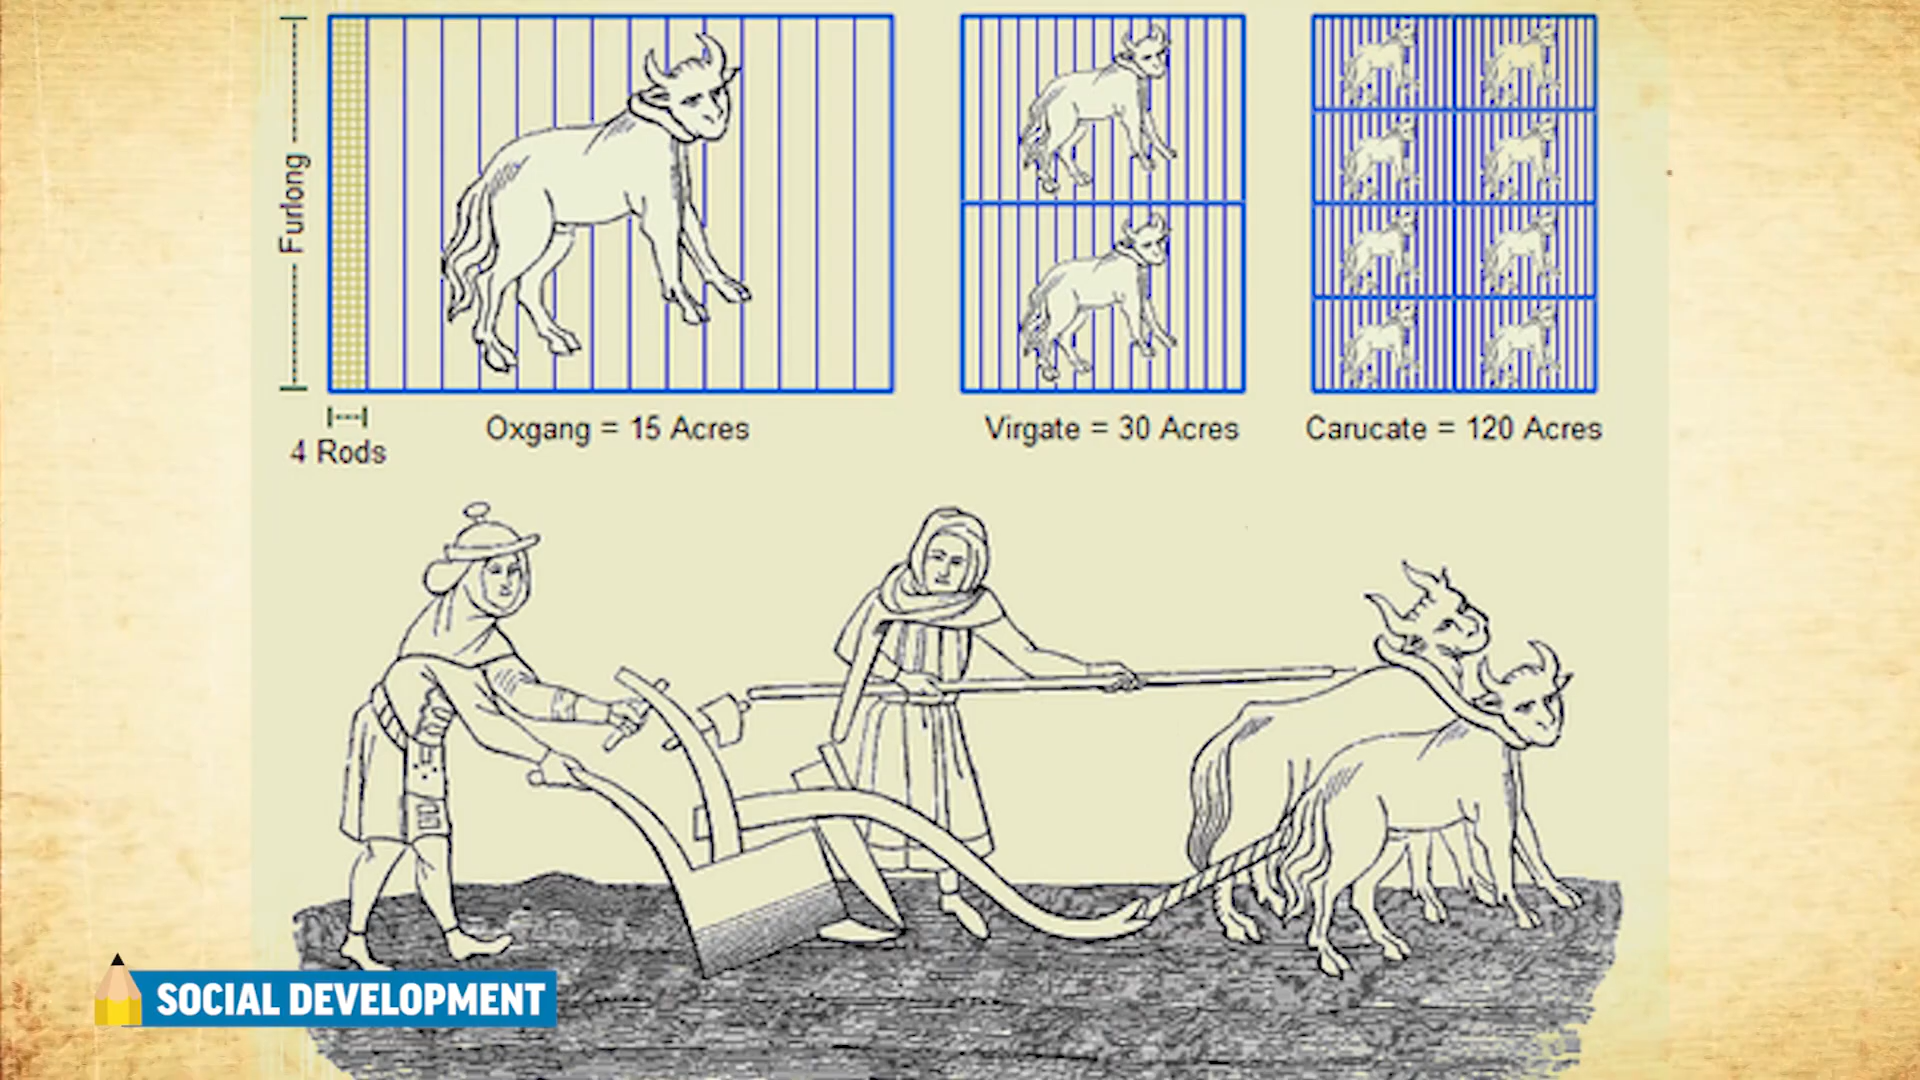 Furlong
4 Rods
Oxgang = 15 Acres
Virgate = 30 Acres
Carucate = 120 Acres
SOCIAL DEVELOPMENT